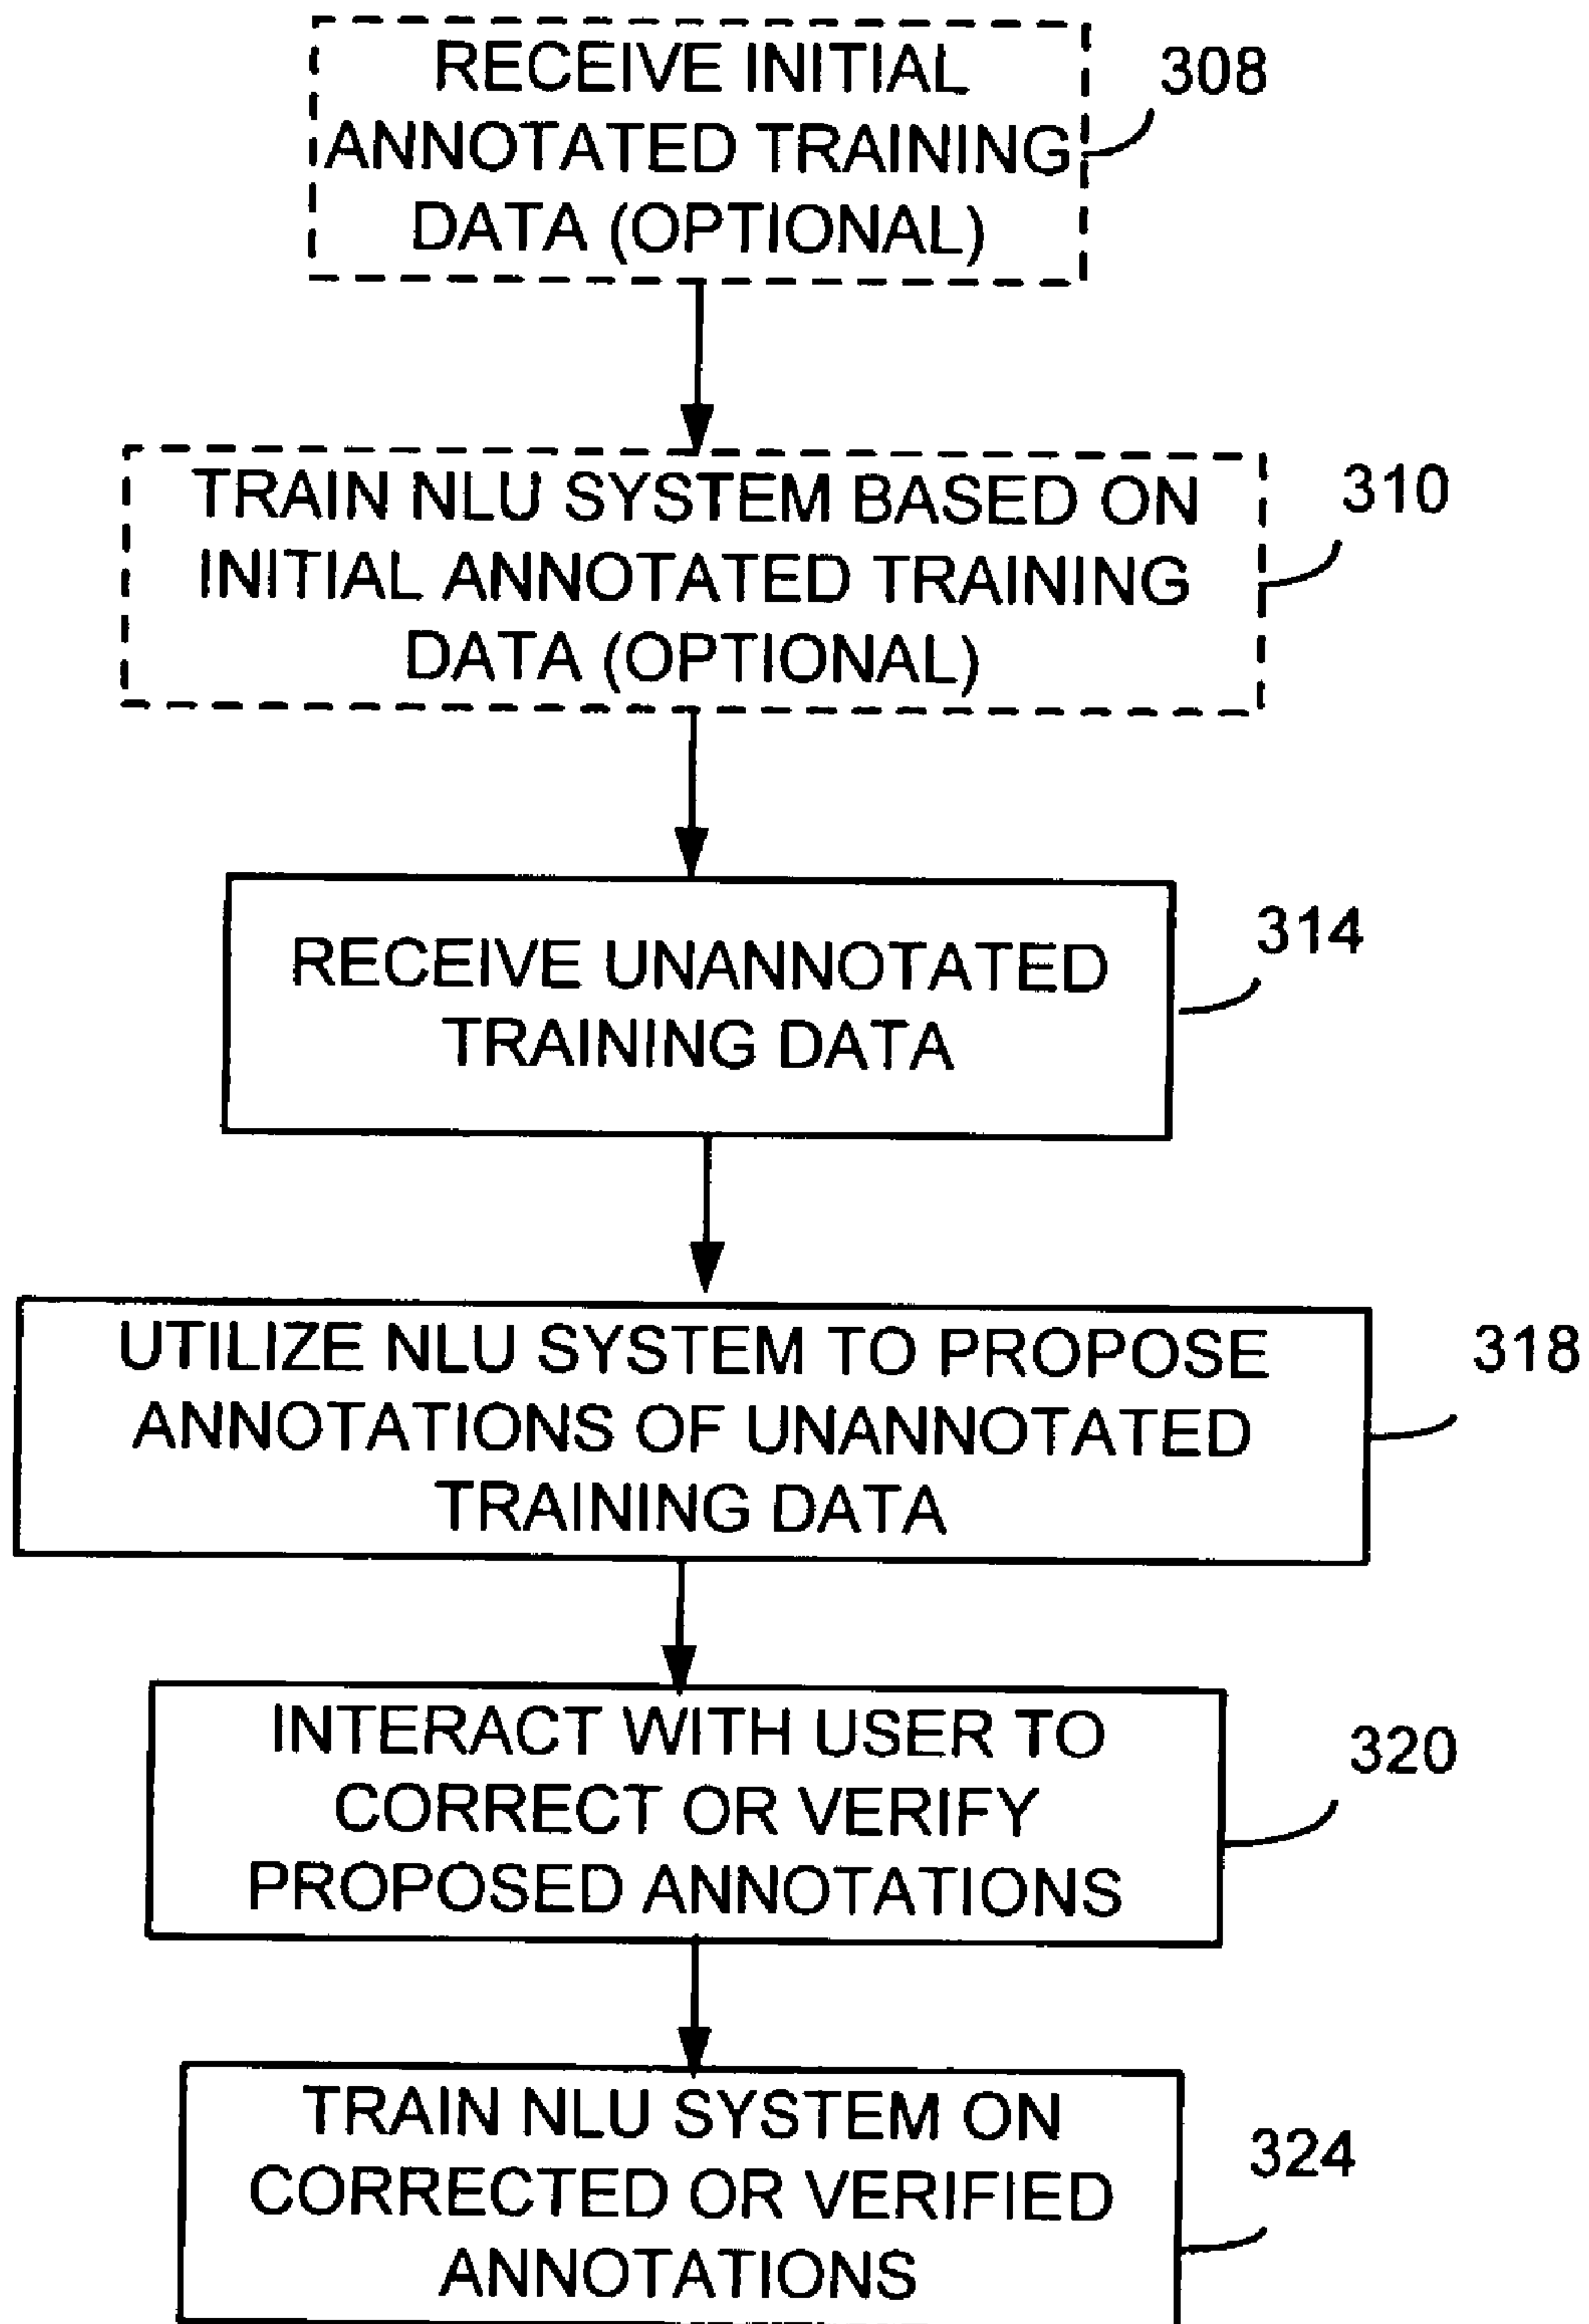 RECEIVE INITIAL
ANNOTATED TRAINING
DATA (OPTIONAL)
308
TRAIN NLU SYSTEM BASED ON
INITIAL ANNOTATED TRAINING
DATA (OPTIONAL)
310
RECEIVE UNANNOTATED
TRAINING DATA
314
UTILIZE NLU SYSTEM TO PROPOSE
ANNOTATIONS OF UNANNOTATED
TRAINING DATA
318
INTERACT WITH USER TO
CORRECT OR VERIFY
PROPOSED ANNOTATIONS
320
TRAIN NLU SYSTEM ON
CORRECTED OR VERIFIED
ANNOTATIONS
324